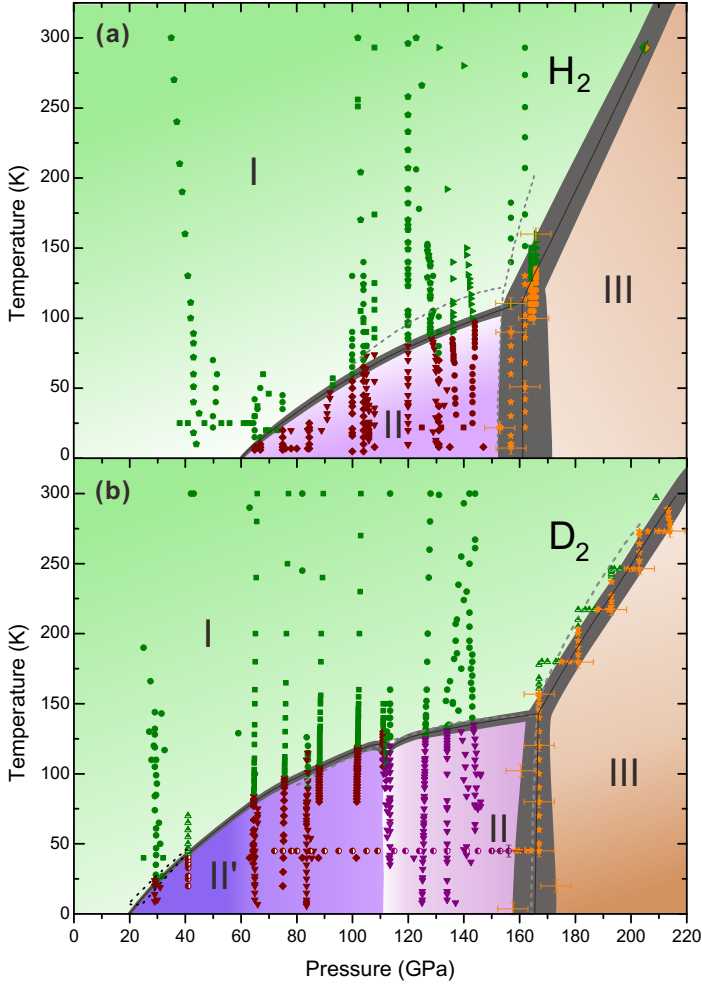 (a)
H2
I
II
III
Temperature (K)
300
250
200
150
100
50
0
(b)
D2
I
II'
II
III
Temperature (K)
300
250
200
150
100
50
0
0 20 40 60 80 100 120 140 160 180 200 220
Pressure (GPa)